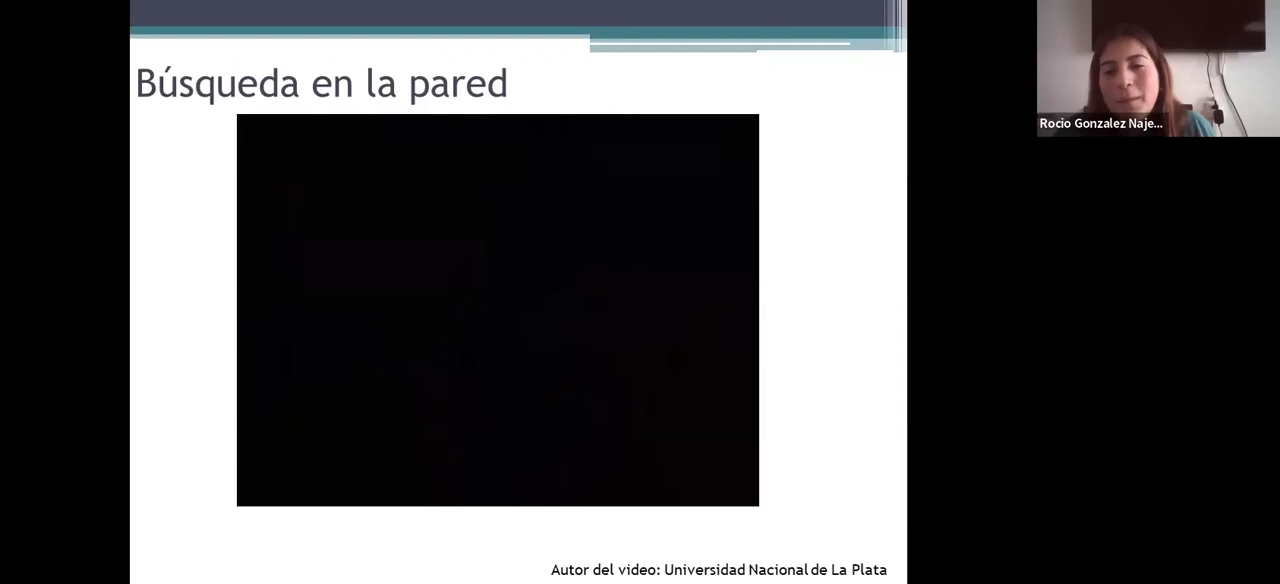 Búsqueda en la pared
Rocio Gonzalez Naje...
Autor del video: Universidad Nacional de La Plata